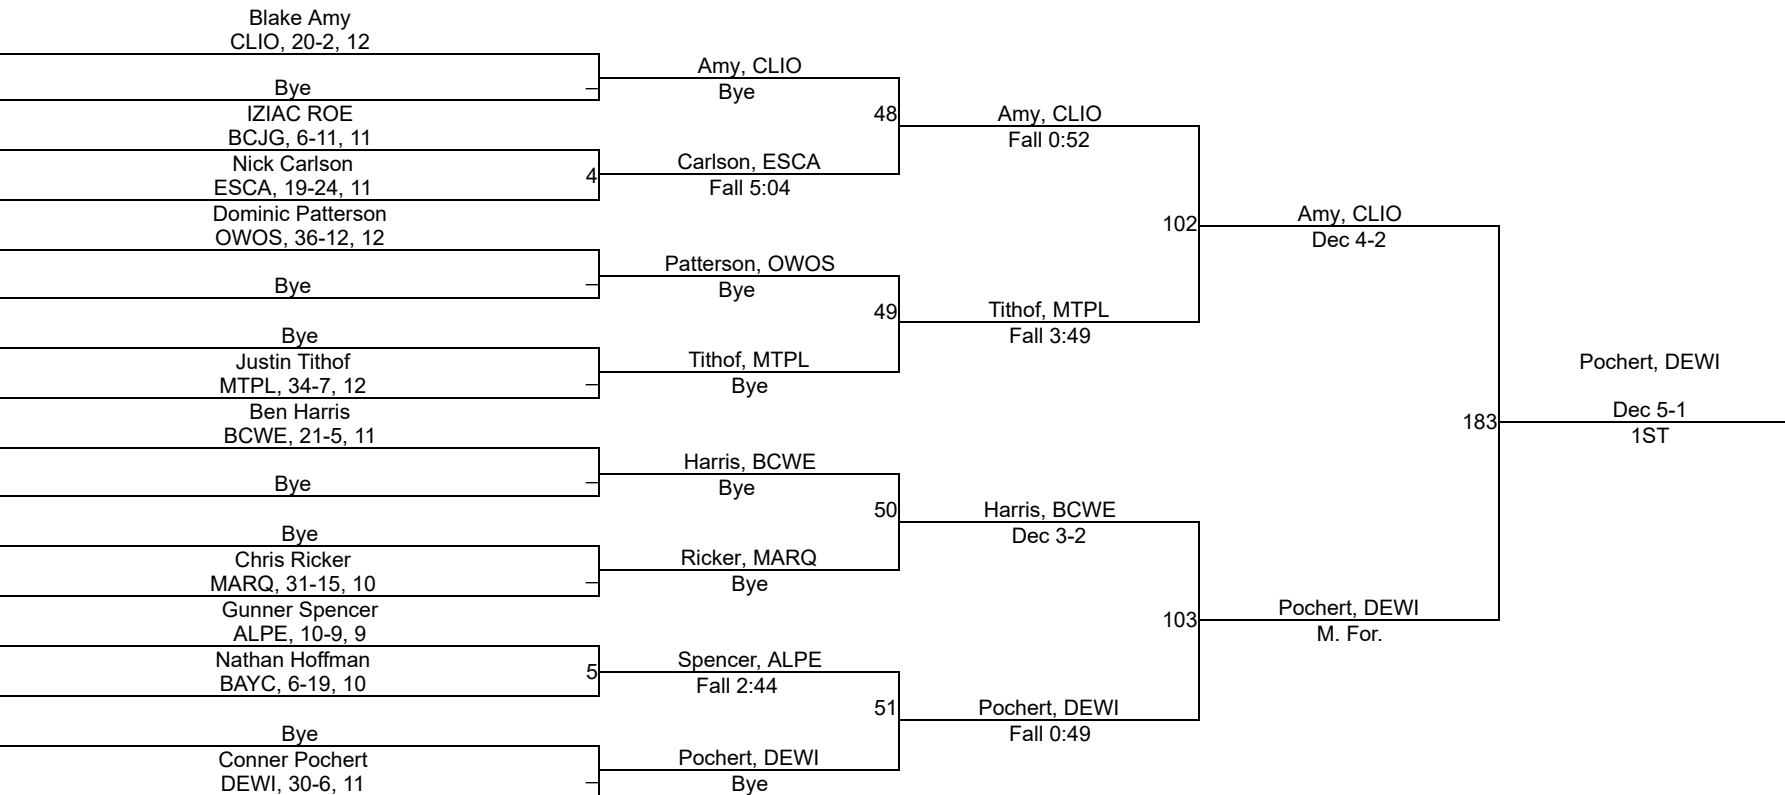 Blake Amy
CLIO, 20-2, 12
Bye
IZIAC ROE
BCJG, 6-11, 11
Nick Carlson
ESCA, 19-24, 11
4
Dominic Patterson
OWOS, 36-12, 12
Bye
Bye
Justin Tithof
MTPL, 34-7, 12
Ben Harris
BCWE, 21-5, 11
Bye
Bye
Chris Ricker
MARQ, 31-15, 10
Gunner Spencer
ALPE, 10-9, 9
Nathan Hoffman
BAYC, 6-19, 10
5
Bye
Conner Pochert
DEWI, 30-6, 11
Amy, CLIO
Bye
48
Carlson, ESCA
Fall 5:04
Patterson, OWOS
Bye
49
Tithof, MTPL
Bye
Harris, BCWE
Bye
50
Ricker, MARQ
Bye
Spencer, ALPE
Fall 2:44
51
Pochert, DEWI
Bye
Amy, CLIO
Fall 0:52
102
Tithof, MTPL
Fall 3:49
Harris, BCWE
Dec 3-2
103
Pochert, DEWI
Fall 0:49
Amy, CLIO
Dec 4-2
183
Pochert, DEWI
M. For.
Pochert, DEWI
Dec 5-1
1ST